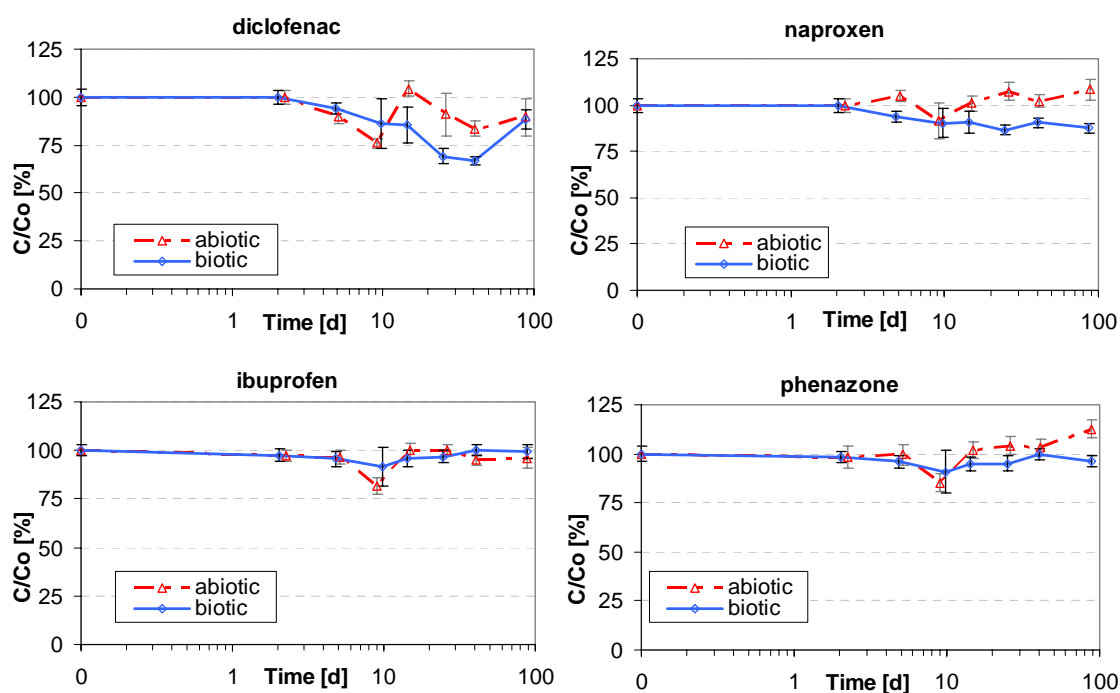 diclofenac
125
100
75
50
25
0
C/Co [%]
abiotic
biotic
0 1 10 100
Time [d]
naproxen
125
100
75
50
25
0
C/Co [%]
abiotic
biotic
0 1 10 100
Time [d]
ibuprofen
125
100
75
50
25
0
C/Co [%]
abiotic
biotic
0 1 10 100
Time [d]
phenazone
125
100
75
50
25
0
C/Co [%]
abiotic
biotic
0 1 10 100
Time [d]